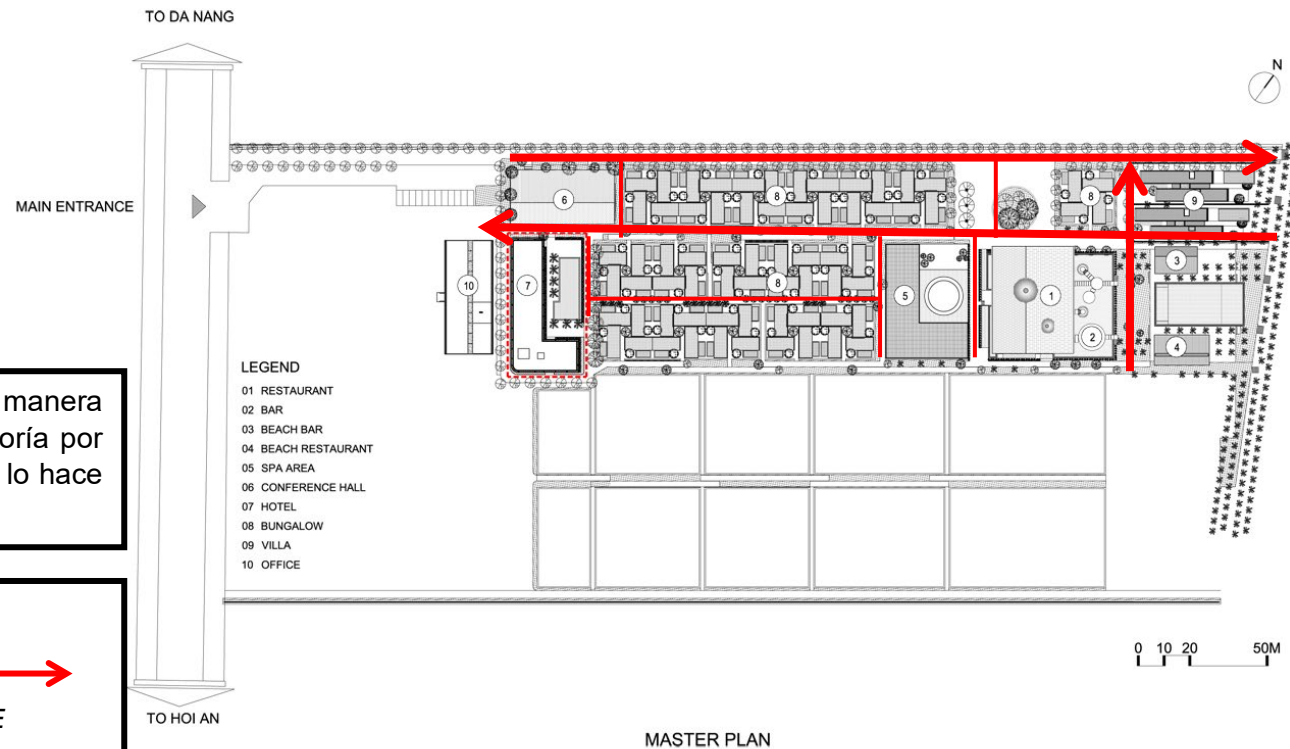 TO DA NANG
N
MAIN ENTRANCE
6
8
8
9
10
7
8
5
1
2
3
4
LEGEND
01 RESTAURANT
02 BAR
03 BEACH BAR
04 BEACH RESTAURANT
05 SPA AREA
06 CONFERENCE HALL
07 HOTEL
08 BUNGALOW
09 VILLA
10 OFFICE
manera
oría por
lo hace
0 10 20 50M
TO HOI AN
MASTER PLAN